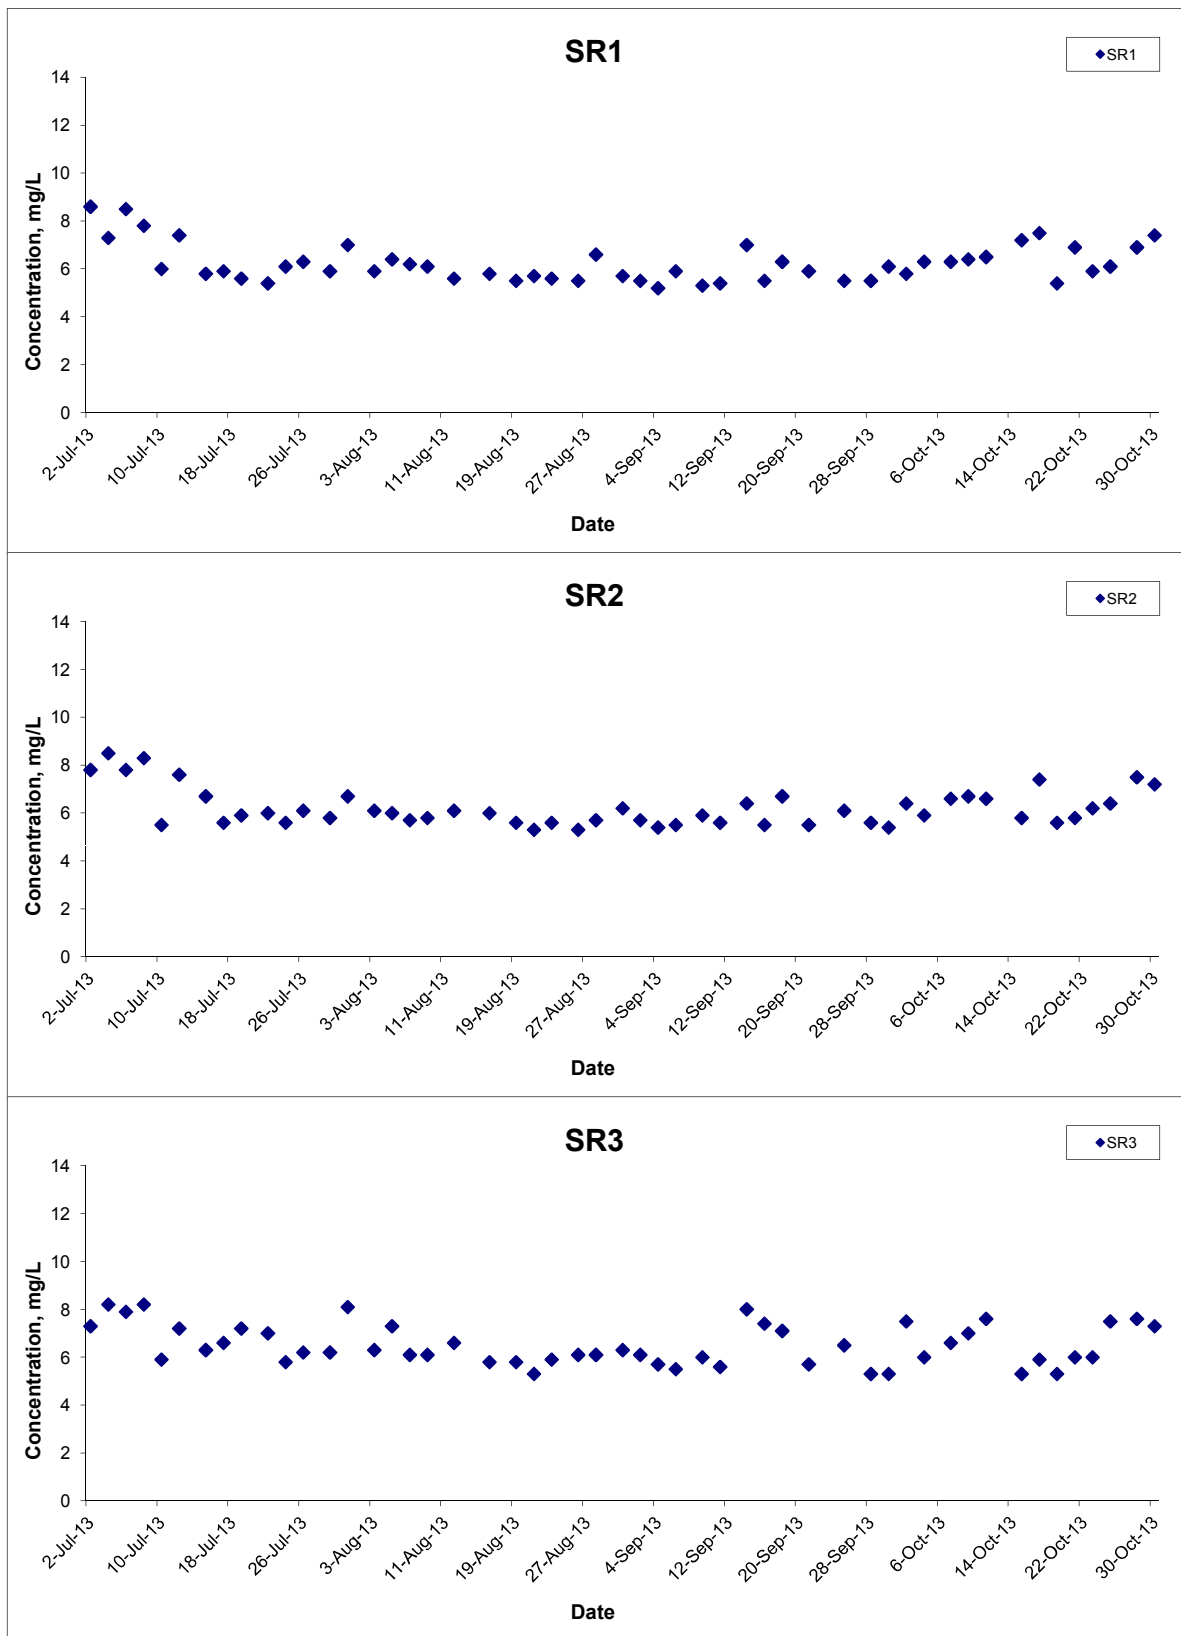 SR1
SR1
Concentration, mg/L
14
12
10
8
6
4
2
0
2-Jul-13
10-Jul-13
18-Jul-13
26-Jul-13
3-Aug-13
11-Aug-13
19-Aug-13
27-Aug-13
4-Sep-13
12-Sep-13
20-Sep-13
28-Sep-13
6-Oct-13
14-Oct-13
22-Oct-13
30-Oct-13
Date
SR2
SR2
Concentration, mg/L
14
12
10
8
6
4
2
0
2-Jul-13
10-Jul-13
18-Jul-13
26-Jul-13
3-Aug-13
11-Aug-13
19-Aug-13
27-Aug-13
4-Sep-13
12-Sep-13
20-Sep-13
28-Sep-13
6-Oct-13
14-Oct-13
22-Oct-13
30-Oct-13
Date
SR3
SR3
Concentration, mg/L
14
12
10
8
6
4
2
0
2-Jul-13
10-Jul-13
18-Jul-13
26-Jul-13
3-Aug-13
11-Aug-13
19-Aug-13
27-Aug-13
4-Sep-13
12-Sep-13
20-Sep-13
28-Sep-13
6-Oct-13
14-Oct-13
22-Oct-13
30-Oct-13
Date